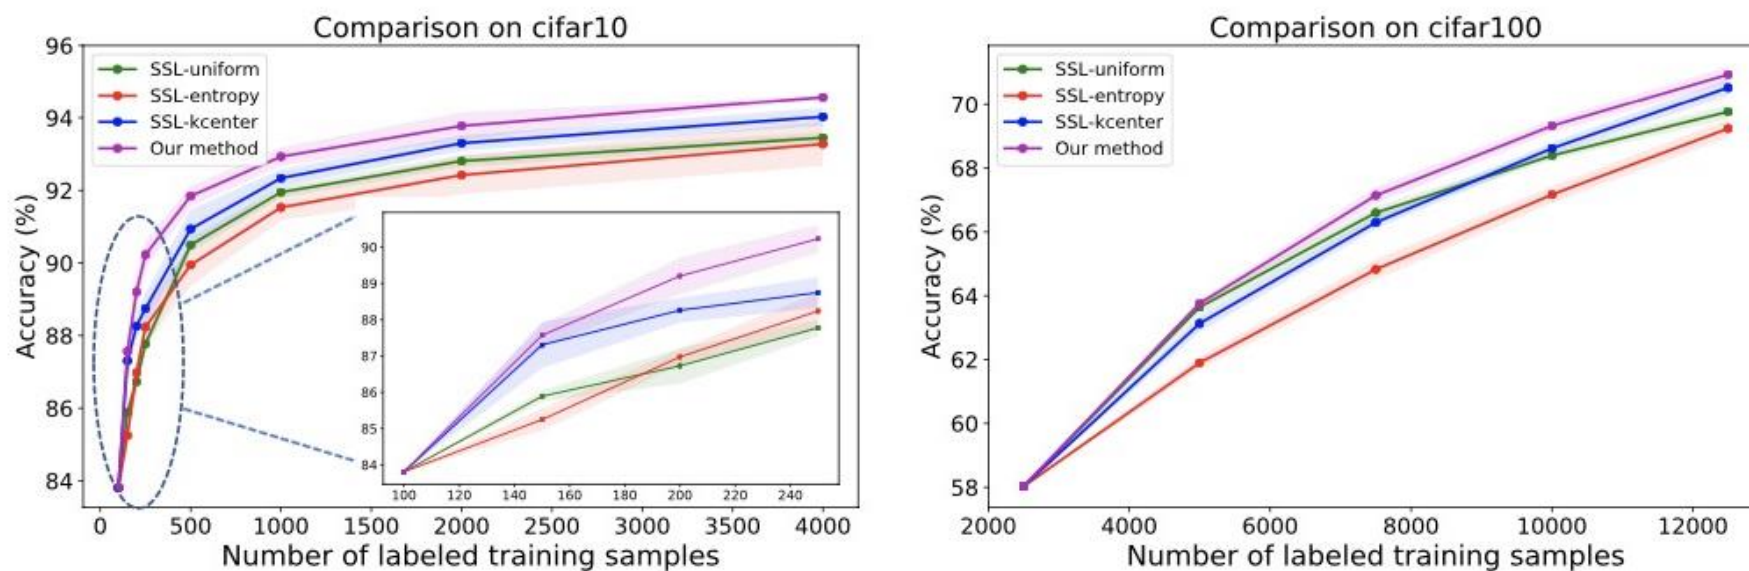 Comparison on cifar10
96
94
92
90
88
86
84
Accuracy (%)
SSL-uniform
SSL-entropy
SSL-kcenter
Our method
90
89
88
87
86
85
84
100 120 140 160 180 200 220 240
0 500 1000 1500 2000 2500 3000 3500 4000
Number of labeled training samples
Comparison on cifar100
70
68
66
64
62
60
58
Accuracy (%)
SSL-uniform
SSL-entropy
SSL-kcenter
Our method
2000 4000 6000 8000 10000 12000
Number of labeled training samples